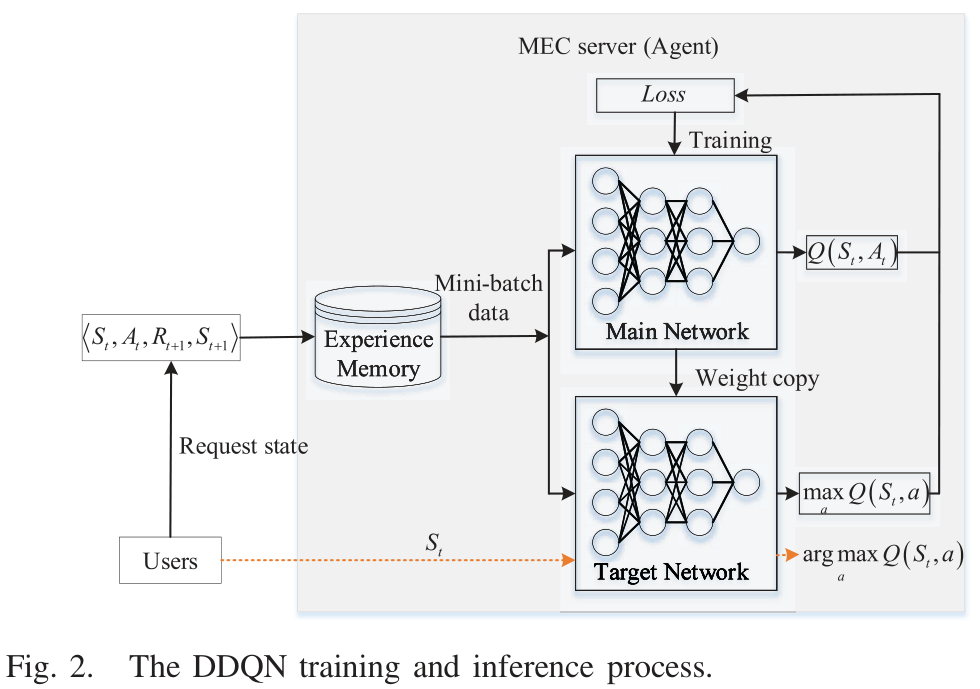 MEC server (Agent)
Loss
Training
Q(S_t, A_t)
Mini-batch
data
Main Network
⟨S_t, A_t, R_{t+1}, S_{t+1}⟩
Experience
Memory
Weight copy
Request state
max_a Q(S_t, a)
S_t
Users
arg max_a Q(S_t, a)
Target Network
Fig. 2. The DDQN training and inference process.